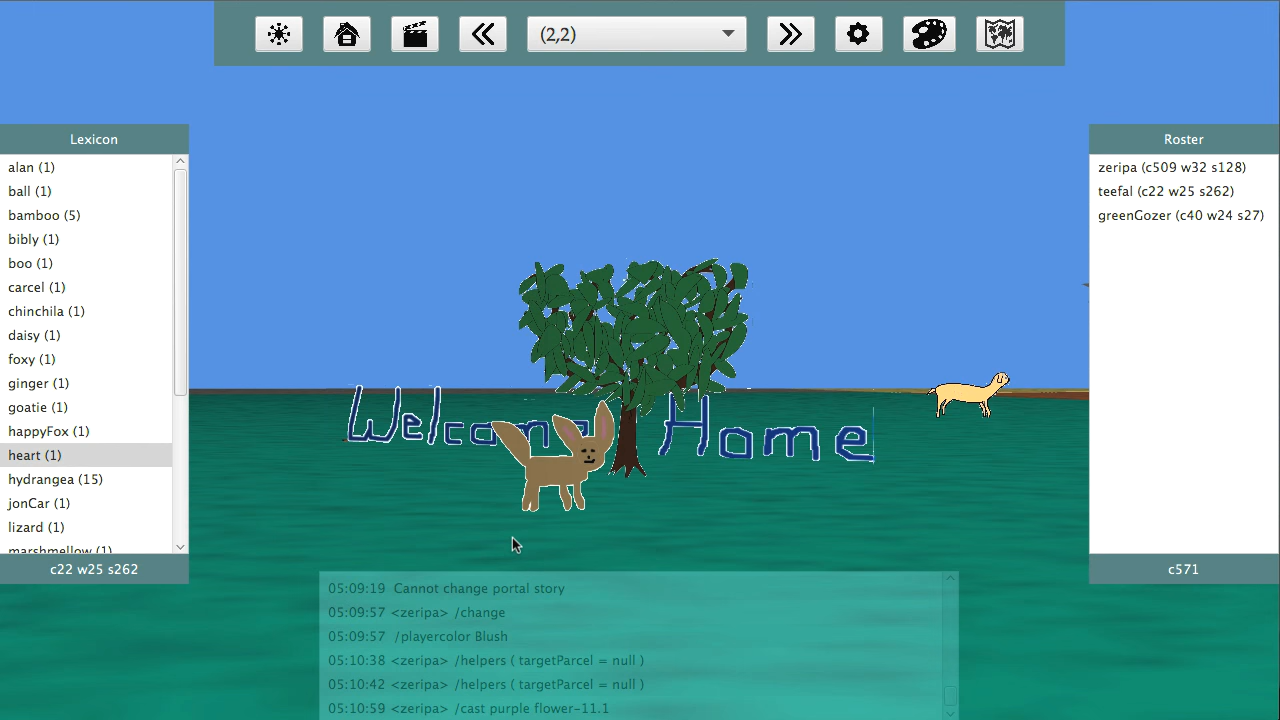 (2,2)
Lexicon
alan (1)
ball (1)
bamboo (5)
bibly (1)
boo (1)
carcel (1)
chinchila (1)
daisy (1)
foxy (1)
ginger (1)
goatie (1)
happyFox (1)
heart (1)
hydrangea (15)
jonCar (1)
lizard (1)
marshmellow (1)
c22 w25 s262
Welcome Home
Roster
zeripa (c509 w32 s128)
teefal (c22 w25 s262)
greenGozer (c40 w24 s27)
c571
05:09:19 Cannot change portal story
05:09:57 <zeripa> /change
05:09:57 /playercolor Blush
05:10:38 <zeripa> /helpers ( targetParcel = null )
05:10:42 <zeripa> /helpers ( targetParcel = null )
05:10:59 <zeripa> /cast purple flower-11.1